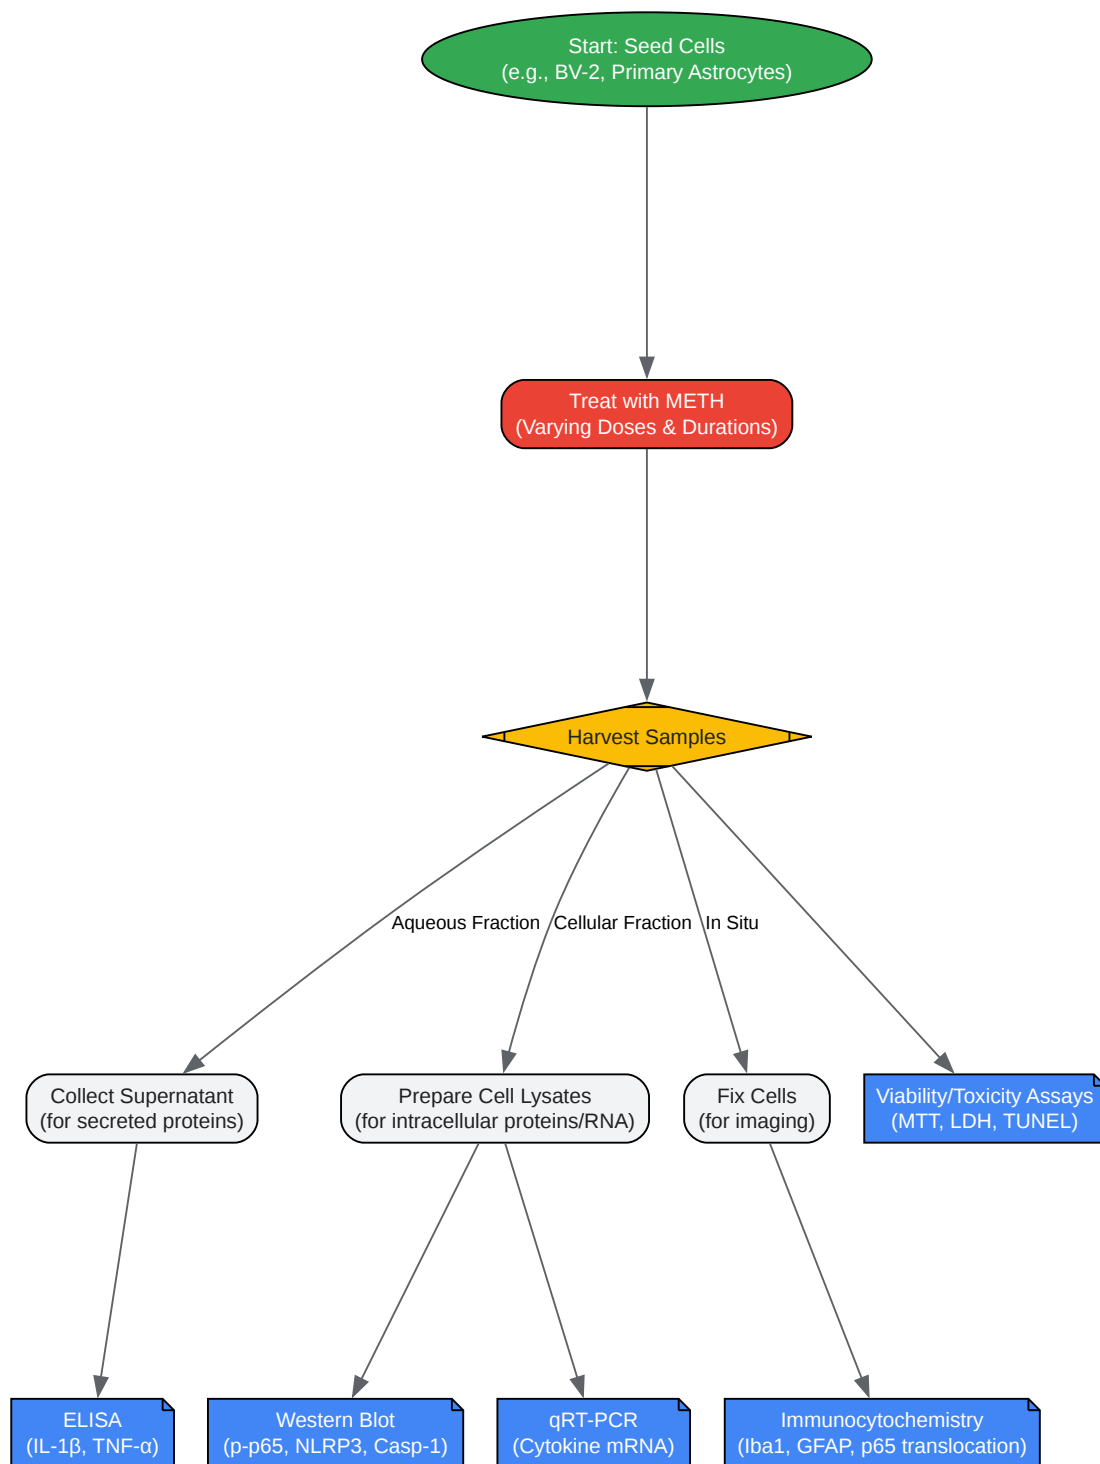 Start: Seed Cells
(e.g., BV-2, Primary Astrocytes)
Treat with METH
(Varying Doses & Durations)
Harvest Samples
Aqueous Fraction
Cellular Fraction
In Situ
Collect Supernatant
(for secreted proteins)
Prepare Cell Lysates
(for intracellular proteins/RNA)
Fix Cells
(for imaging)
Viability/Toxicity Assays
(MTT, LDH, TUNEL)
ELISA
(IL-1β, TNF-α)
Western Blot
(p-p65, NLRP3, Casp-1)
qRT-PCR
(Cytokine mRNA)
Immunocytochemistry
(Iba1, GFAP, p65 translocation)